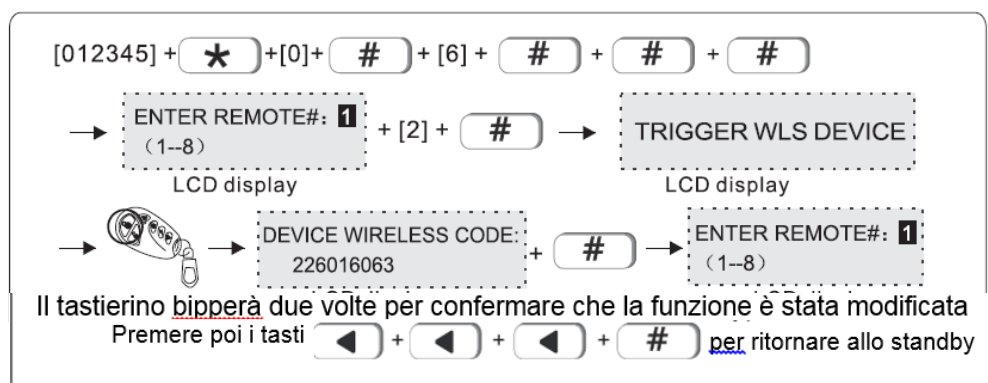 [012345] + * +[0]+ # + [6] + # + # + #
ENTER REMOTE#: 1
(1--8)
+ [2] + #
TRIGGER WLS DEVICE
LCD display
LCD display
DEVICE WIRELESS CODE:
226016063
+ #
ENTER REMOTE#: 1
(1--8)
Il tastierino bipperà due volte per confermare che la funzione è stata modificata
Premere poi i tasti ◀ + ◀ + ◀ + # per ritornare allo standby